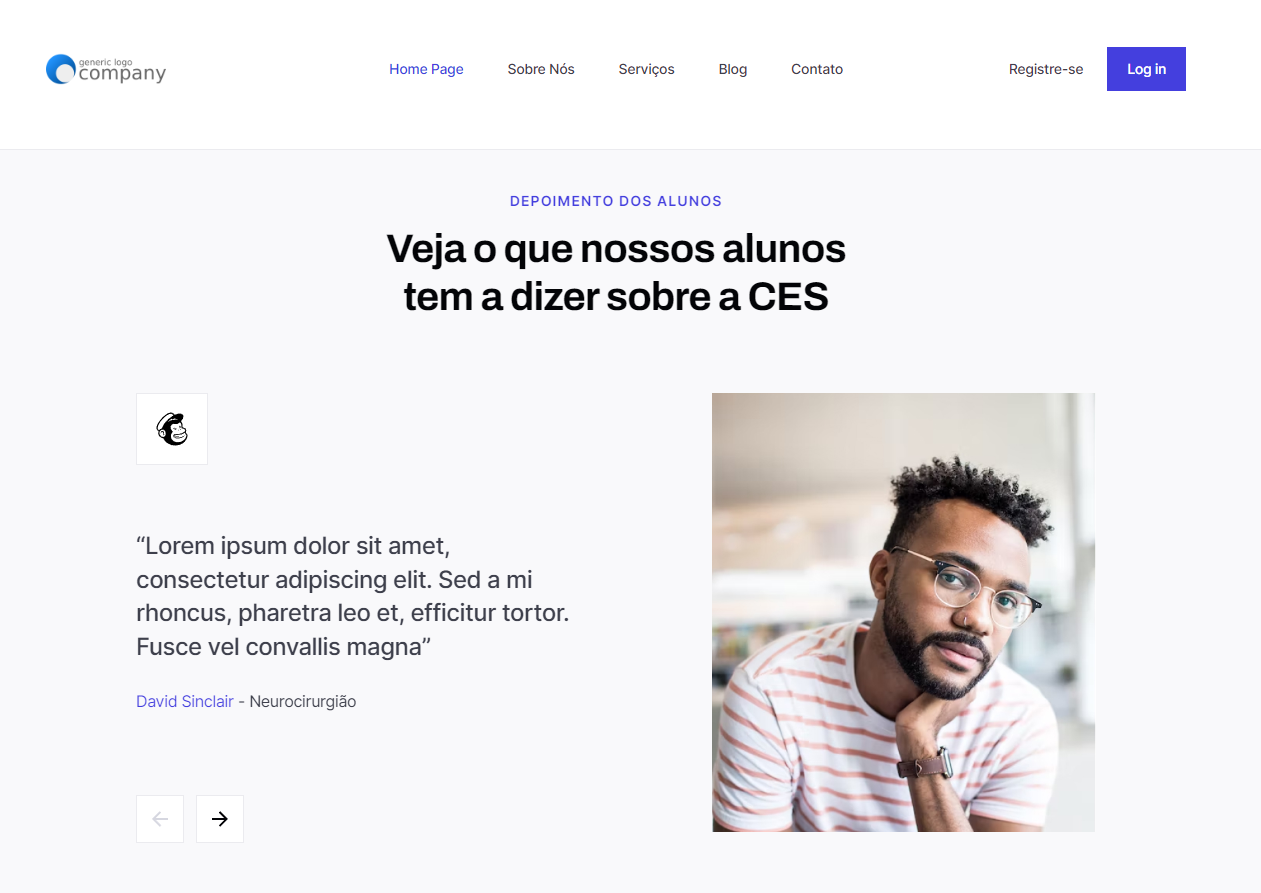 generic logo
company
Home Page
Sobre Nós
Serviços
Blog
Contato
Registre-se
Log in
DEPOIMENTO DOS ALUNOS
Veja o que nossos alunos
tem a dizer sobre a CES
“Lorem ipsum dolor sit amet,
consectetur adipiscing elit. Sed a mi
rhoncus, pharetra leo et, efficitur tortor.
Fusce vel convallis magna”
David Sinclair - Neurocirurgião